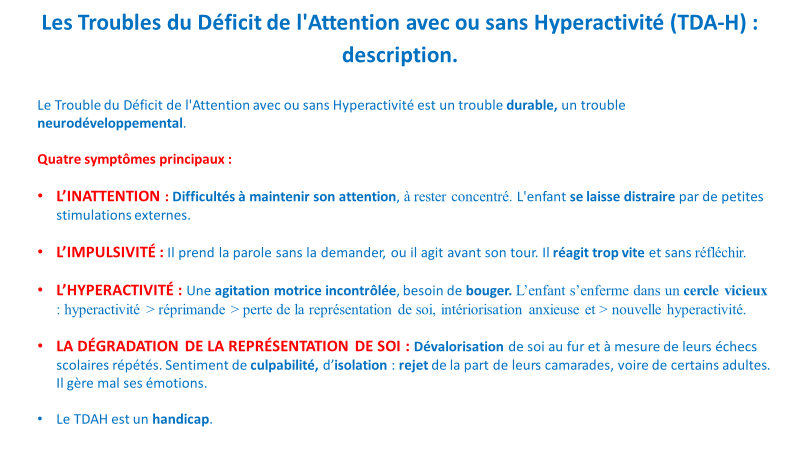 Les Troubles du Déficit de l'Attention avec ou sans Hyperactivité (TDA-H) :
description.
Le Trouble du Déficit de l'Attention avec ou sans Hyperactivité est un trouble durable, un trouble
neurodéveloppemental.
Quatre symptômes principaux :
• L’INATTENTION : Difficultés à maintenir son attention, à rester concentré. L'enfant se laisse distraire par de petites
stimulations externes.
• L’IMPULSIVITÉ : Il prend la parole sans la demander, ou il agit avant son tour. Il réagit trop vite et sans réfléchir.
• L’HYPERACTIVITÉ : Une agitation motrice incontrôlée, besoin de bouger. L’enfant s’enferme dans un cercle vicieux
: hyperactivité > réprimande > perte de la représentation de soi, intériorisation anxieuse et > nouvelle hyperactivité.
• LA DÉGRADATION DE LA REPRÉSENTATION DE SOI : Dévalorisation de soi au fur et à mesure de leurs échecs
scolaires répétés. Sentiment de culpabilité, d’isolation : rejet de la part de leurs camarades, voire de certains adultes.
Il gère mal ses émotions.
• Le TDAH est un handicap.